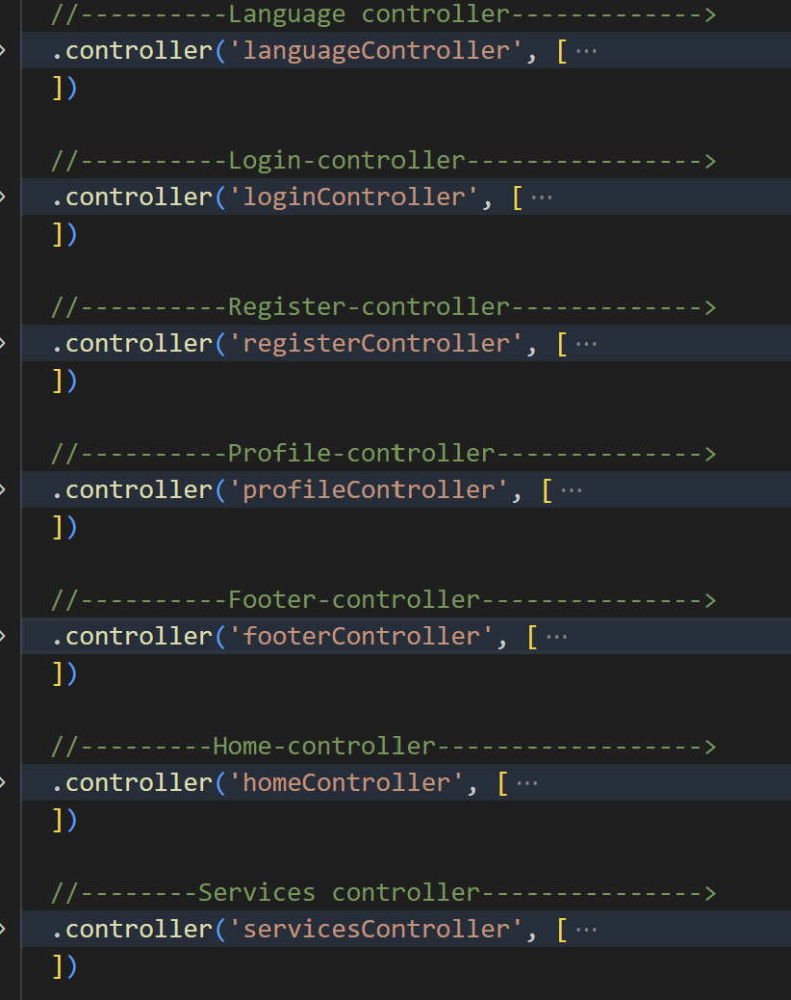 //----------Language controller------------->
.controller('languageController', [ ···
])
//----------Login-controller---------------->
.controller('loginController', [ ···
])
//----------Register-controller------------->
.controller('registerController', [ ···
])
//----------Profile-controller-------------->
.controller('profileController', [ ···
])
//----------Footer-controller--------------->
.controller('footerController', [ ···
])
//---------Home-controller------------------>
.controller('homeController', [ ···
])
//--------Services controller--------------->
.controller('servicesController', [ ···
])